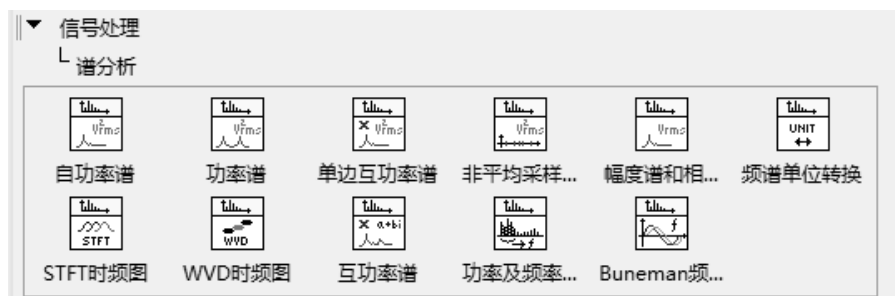 信号处理
谱分析
自功率谱 功率谱 单边互功率谱 非平均采样... 幅度谱和相... 频谱单位转换
STFT时频图 WVD时频图 互功率谱 功率及频率... Buneman频...